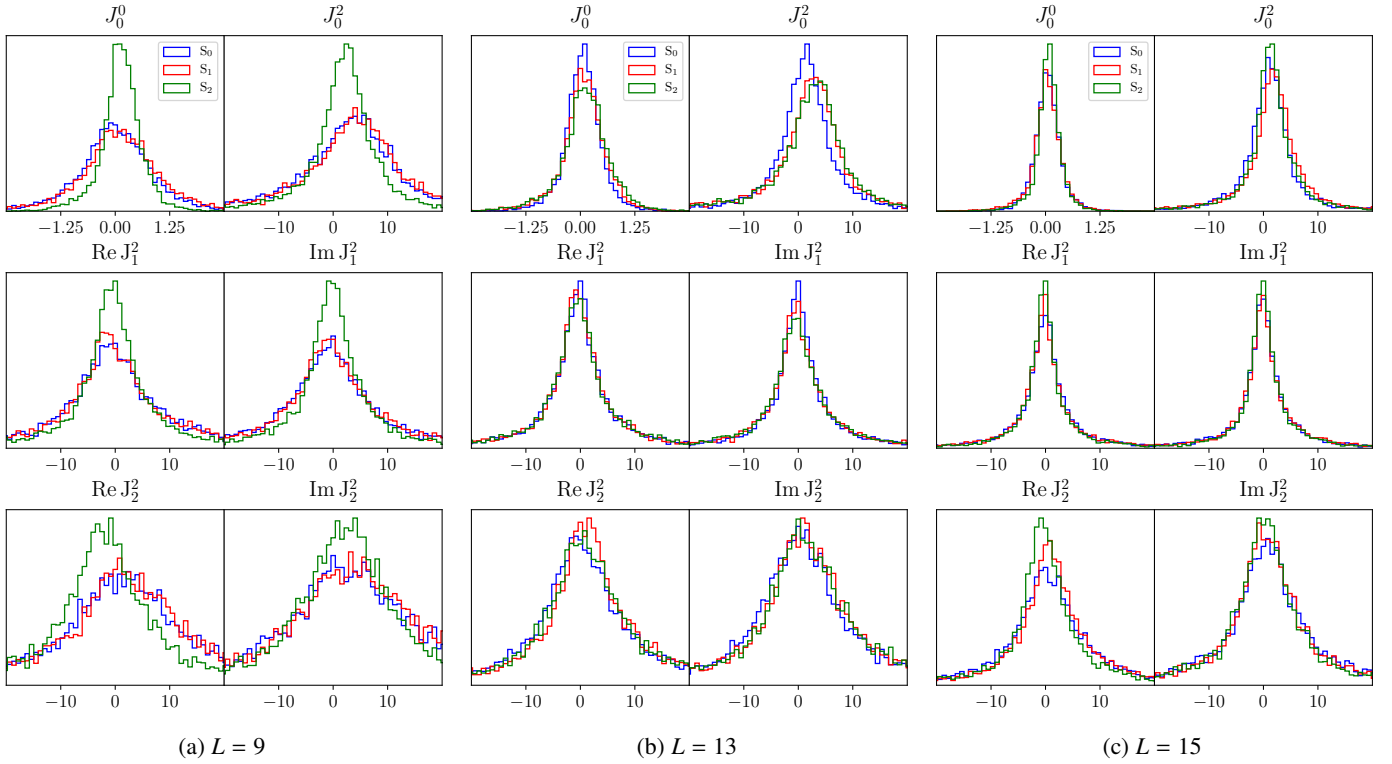 J_0^0 J_0^2 J_0^0 J_0^2 J_0^0 J_0^2
S_0 S_0 S_0
S_1 S_1 S_1
S_2 S_2 S_2
−1.25 0.00 1.25 −10 0 10 −1.25 0.00 1.25 −10 0 10 −1.25 0.00 1.25 −10 0 10
Re J_1^2 Im J_1^2 Re J_1^2 Im J_1^2 Re J_1^2 Im J_1^2
−10 0 10 −10 0 10 −10 0 10 −10 0 10 −10 0 10 −10 0 10
Re J_2^2 Im J_2^2 Re J_2^2 Im J_2^2 Re J_2^2 Im J_2^2
−10 0 10 −10 0 10 −10 0 10 −10 0 10 −10 0 10 −10 0 10
(a) L = 9 (b) L = 13 (c) L = 15